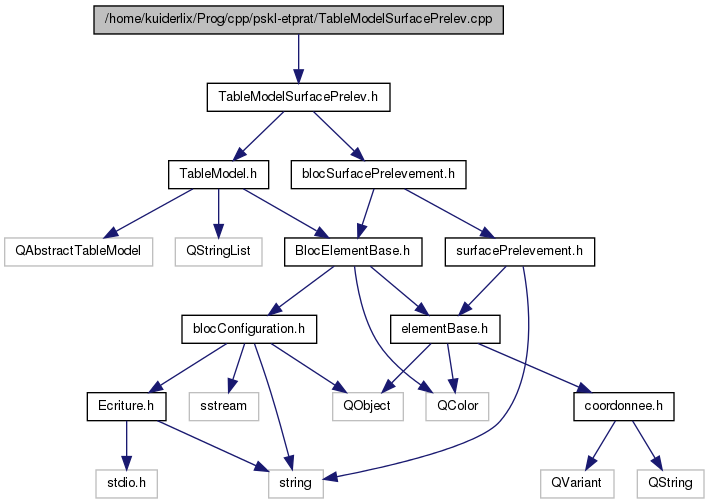 /home/kuiderlix/Prog/cpp/pskl-etprat/TableModelSurfacePrelev.cpp
TableModelSurfacePrelev.h
TableModel.h
blocSurfacePrelevement.h
QAbstractTableModel
QStringList
BlocElementBase.h
surfacePrelevement.h
blocConfiguration.h
elementBase.h
Ecriture.h
sstream
QObject
QColor
coordonnee.h
stdio.h
string
QVariant
QString